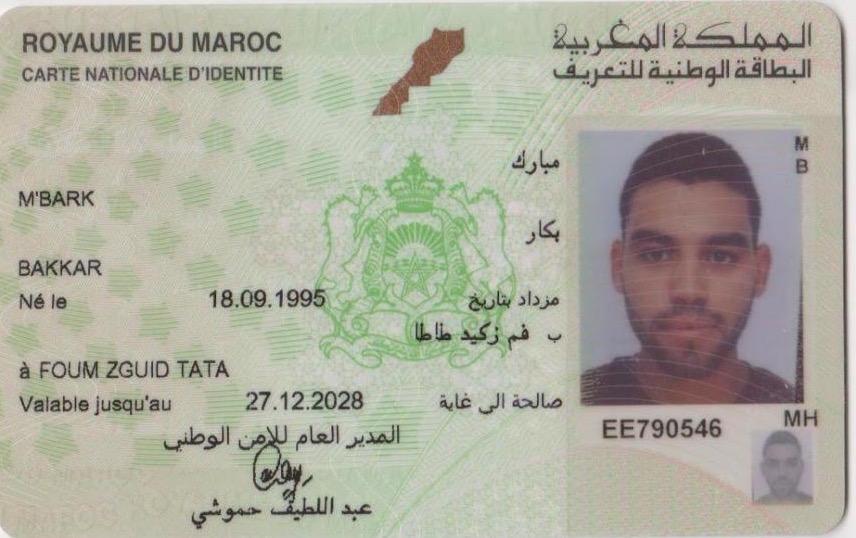 ROYAUME DU MAROC
المملكة المغربية
CARTE NATIONALE D'IDENTITE
البطاقة الوطنية للتعريف
M
B
مبارك
M'BARK
بكار
BAKKAR
Né le 18.09.1995 مزداد بتاريخ
ب فم زكيد طاطا
à FOUM ZGUID TATA
Valable jusqu'au 27.12.2028 صالحة الى غاية
EE790546
MH
المدير العام للامن الوطني
عبد اللطيف حموشي